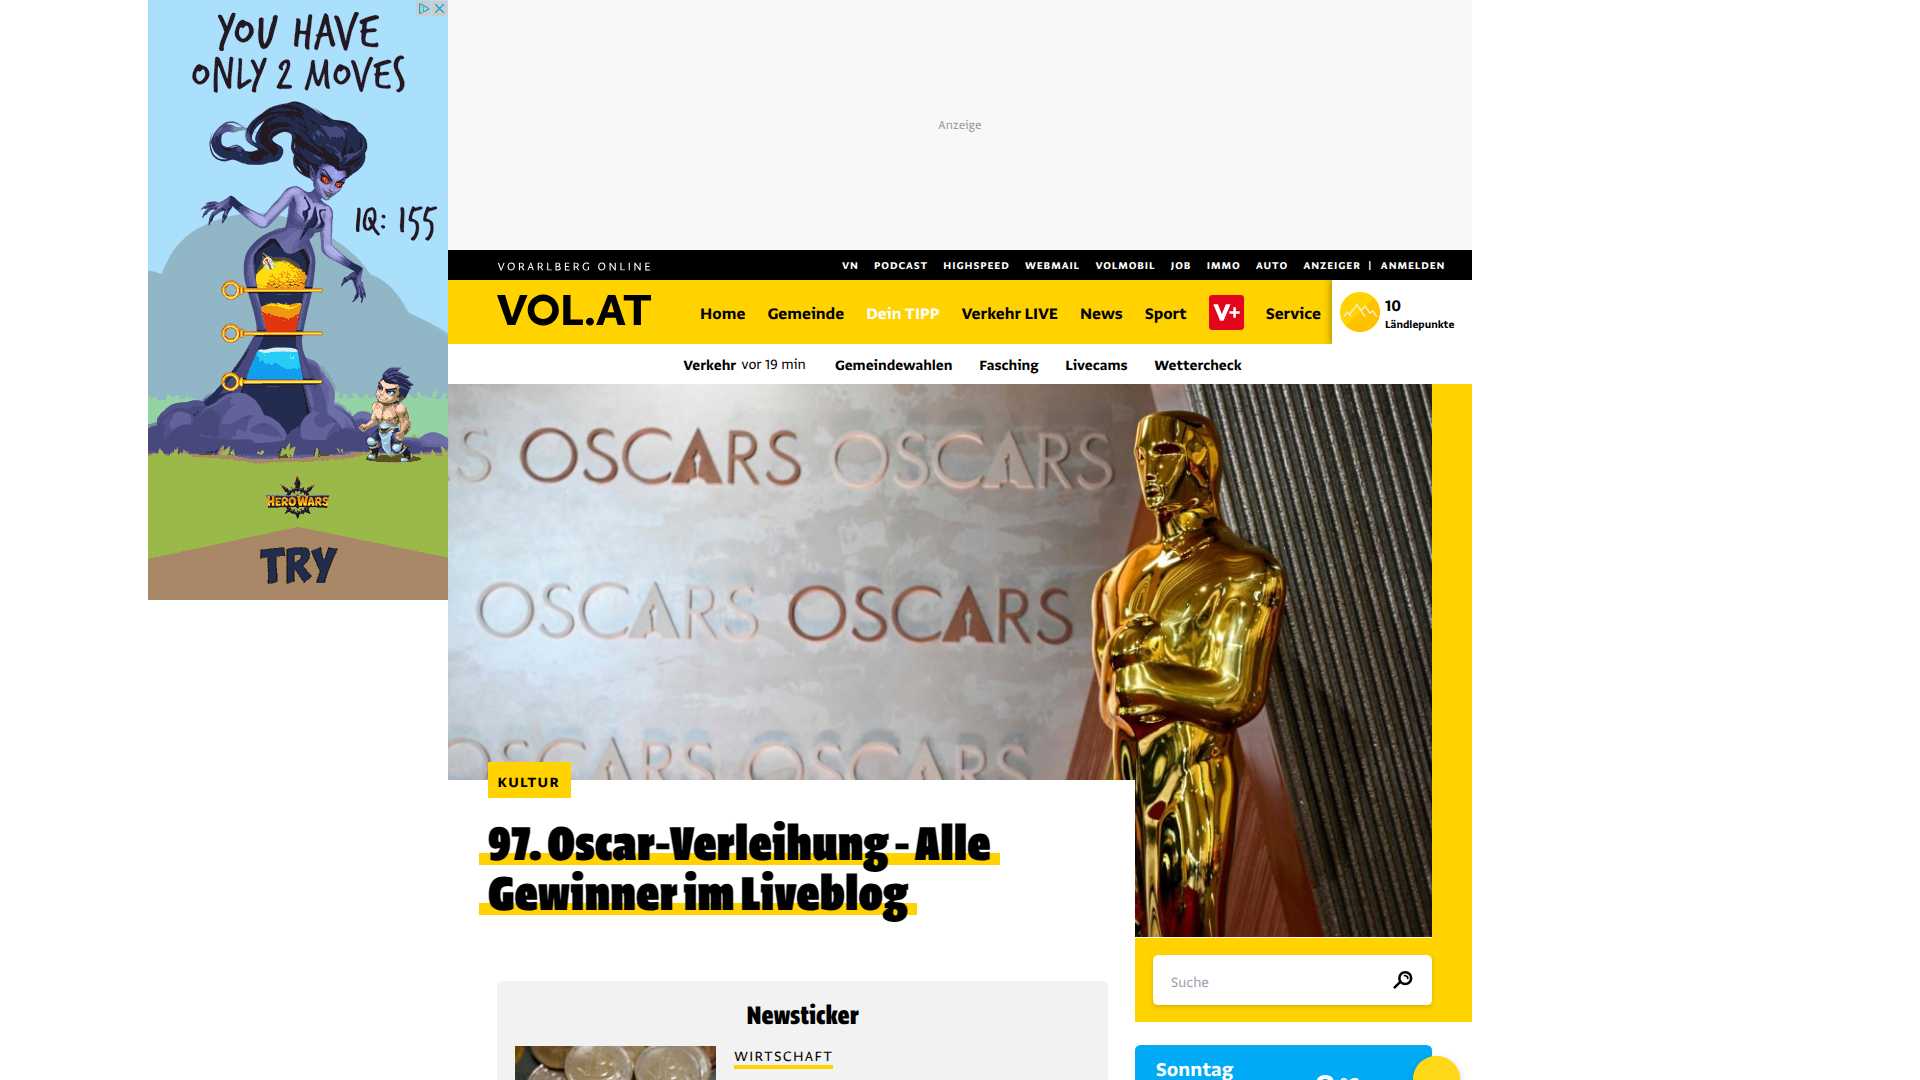 YOU HAVE
ONLY 2 MOVES
IQ: 155
HERO WARS
TRY
Anzeige
VORARLBERG ONLINE
VN PODCAST HIGHSPEED WEBMAIL VOLMOBIL JOB IMMO AUTO ANZEIGER | ANMELDEN
VOL.AT
Home Gemeinde Dein TIPP Verkehr LIVE News Sport V+ Service
10
Ländlepunkte
Verkehr vor 19 min Gemeindewahlen Fasching Livecams Wettercheck
S OSCARS OSCARS
OSCARS OSCARS
OSCARS OSCARS
KULTUR
97. Oscar-Verleihung - Alle
Gewinner im Liveblog
Suche
Newsticker
WIRTSCHAFT
Sonntag